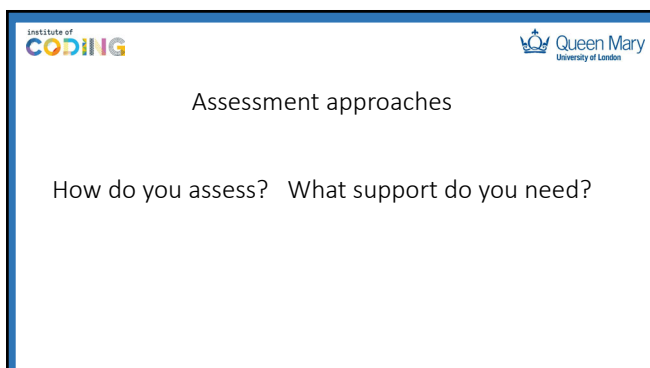 institute of
CODING
Queen Mary
University of London
Assessment approaches
How do you assess? What support do you need?